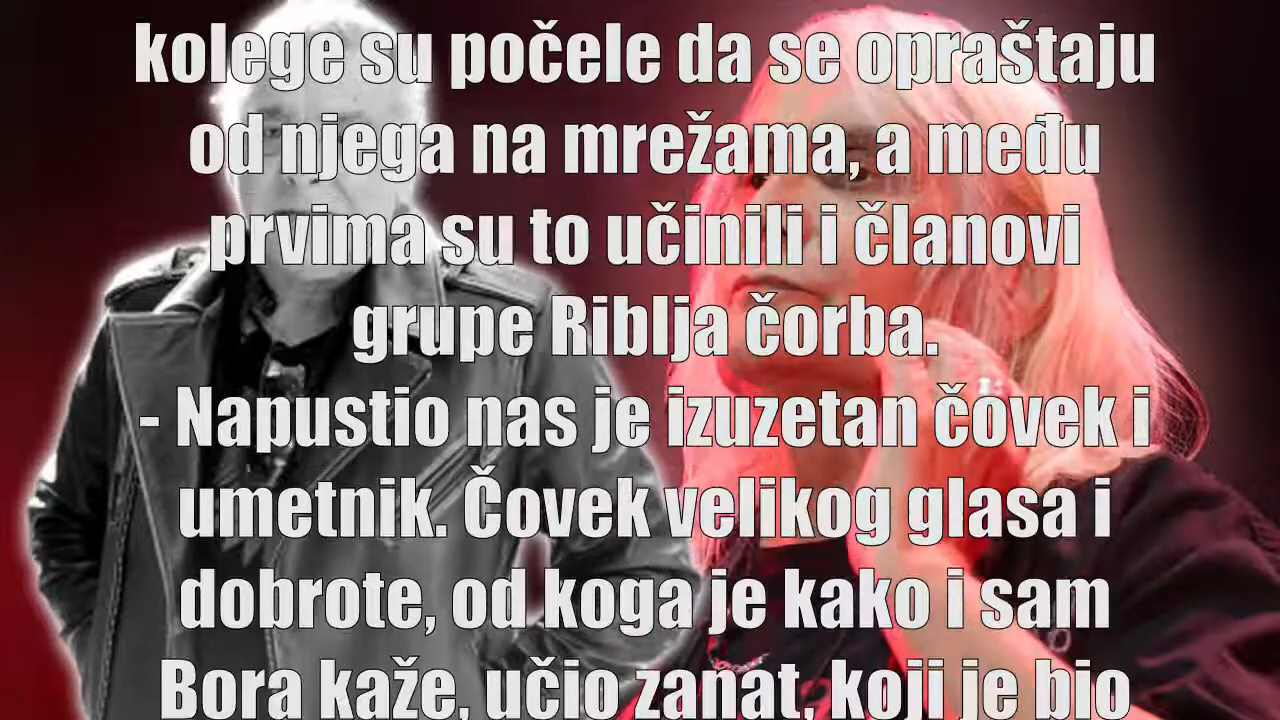 kolege su počele da se opraštaju
od njega na mrežama, a među
prvima su to učinili i članovi
grupe Riblja čorba.
- Napustio nas je izuzetan čovek i
umetnik. Čovek velikog glasa i
dobrote, od koga je kako i sam
Bora kaže, učio zanat, koji je bio